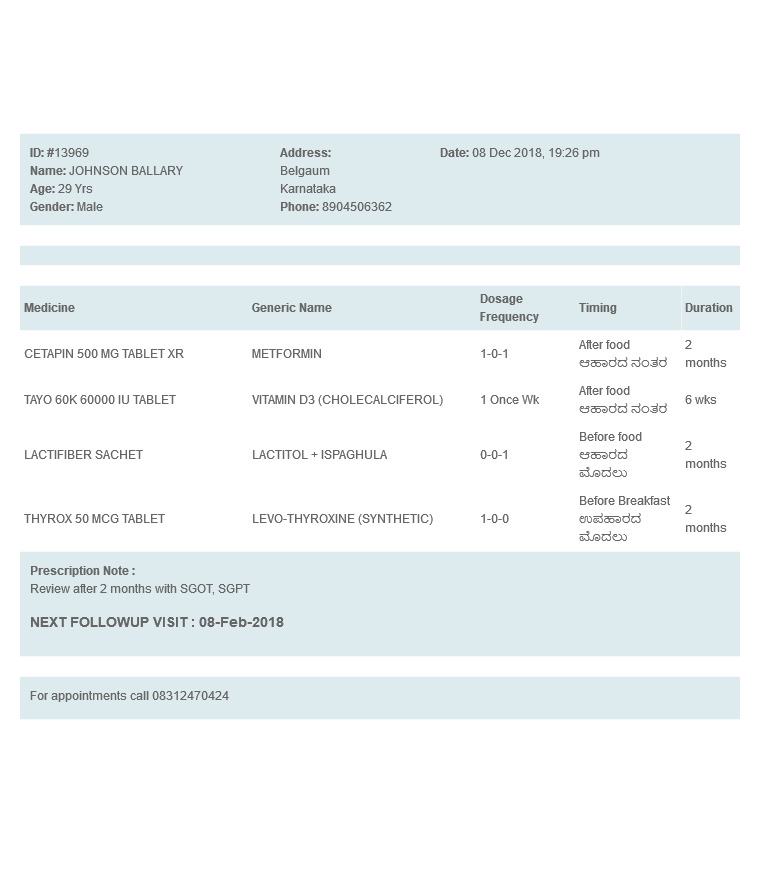 ID: #13969
Name: JOHNSON BALLARY
Age: 29 Yrs
Gender: Male
Address:
Belgaum
Karnataka
Phone: 8904506362
Date: 08 Dec 2018, 19:26 pm
Medicine Generic Name Dosage Frequency Timing Duration
CETAPIN 500 MG TABLET XR METFORMIN 1-0-1 After food ಆಹಾರದ ನಂತರ 2 months
TAYO 60K 60000 IU TABLET VITAMIN D3 (CHOLECALCIFEROL) 1 Once Wk After food ಆಹಾರದ ನಂತರ 6 wks
LACTIFIBER SACHET LACTITOL + ISPAGHULA 0-0-1 Before food ಆಹಾರದ ಮೊದಲು 2 months
THYROX 50 MCG TABLET LEVO-THYROXINE (SYNTHETIC) 1-0-0 Before Breakfast ಉಪಹಾರದ ಮೊದಲು 2 months
Prescription Note :
Review after 2 months with SGOT, SGPT
NEXT FOLLOWUP VISIT : 08-Feb-2018
For appointments call 08312470424